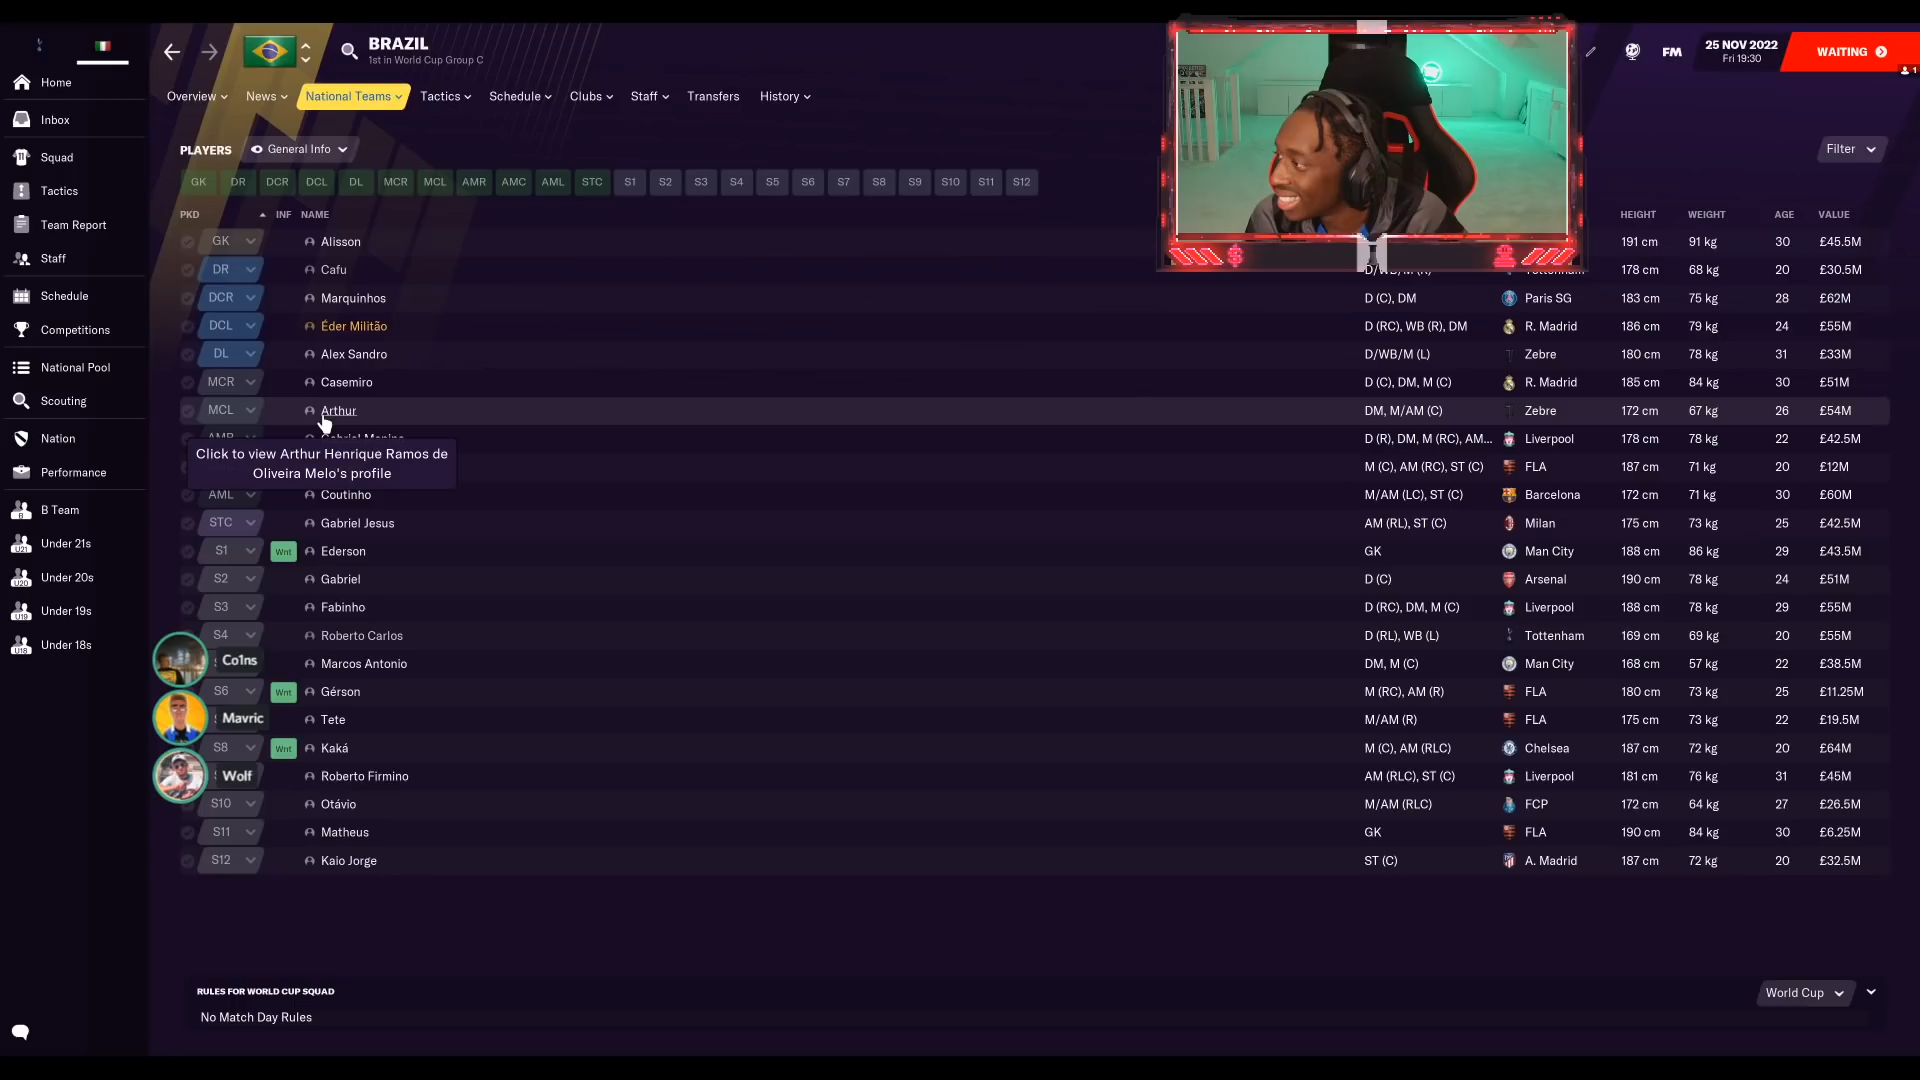 BRAZIL
1st in World Cup Group C
25 NOV 2022
Fri 19:30
FM
WAITING
1
Home
Inbox
Squad
Tactics
Team Report
Staff
Schedule
Competitions
National Pool
Scouting
Nation
Performance
B Team
Under 21s
Under 20s
Under 19s
Under 18s
Overview News National Teams Tactics Schedule Clubs Staff Transfers History
PLAYERS General Info Filter
GK DR DCR DCL DL MCR MCL AMR AMC AML STC S1 S2 S3 S4 S5 S6 S7 S8 S9 S10 S11 S12
PKD INF NAME HEIGHT WEIGHT AGE VALUE
GK Alisson 191 cm 91 kg 30 £45.5M
DR Cafu 178 cm 68 kg 20 £30.5M
DCR Marquinhos D (C), DM Paris SG 183 cm 75 kg 28 £62M
DCL Éder Militão D (RC), WB (R), DM R. Madrid 186 cm 79 kg 24 £55M
DL Alex Sandro D/WB/M (L) Zebre 180 cm 78 kg 31 £33M
MCR Casemiro D (C), DM, M (C) R. Madrid 185 cm 84 kg 30 £51M
MCL Arthur DM, M/AM (C) Zebre 172 cm 67 kg 26 £54M
D (R), DM, M (RC), AM... Liverpool 178 cm 78 kg 22 £42.5M
Click to view Arthur Henrique Ramos de
Oliveira Melo's profile
M (C), AM (RC), ST (C) FLA 187 cm 71 kg 20 £12M
AML Coutinho M/AM (LC), ST (C) Barcelona 172 cm 71 kg 30 £60M
STC Gabriel Jesus AM (RL), ST (C) Milan 175 cm 73 kg 25 £42.5M
S1 Wnt Ederson GK Man City 188 cm 86 kg 29 £43.5M
S2 Gabriel D (C) Arsenal 190 cm 78 kg 24 £51M
S3 Fabinho D (RC), DM, M (C) Liverpool 188 cm 78 kg 29 £55M
S4 Roberto Carlos D (RL), WB (L) Tottenham 169 cm 69 kg 20 £55M
Co1ns Marcos Antonio DM, M (C) Man City 168 cm 57 kg 22 £38.5M
S6 Wnt Gérson M (RC), AM (R) FLA 180 cm 73 kg 25 £11.25M
Mavric Tete M/AM (R) FLA 175 cm 73 kg 22 £19.5M
S8 Wnt Kaká M (C), AM (RLC) Chelsea 187 cm 72 kg 20 £64M
Wolf Roberto Firmino AM (RLC), ST (C) Liverpool 181 cm 76 kg 31 £45M
S10 Otávio M/AM (RLC) FCP 172 cm 64 kg 27 £26.5M
S11 Matheus GK FLA 190 cm 84 kg 30 £6.25M
S12 Kaio Jorge ST (C) A. Madrid 187 cm 72 kg 20 £32.5M
RULES FOR WORLD CUP SQUAD World Cup
No Match Day Rules